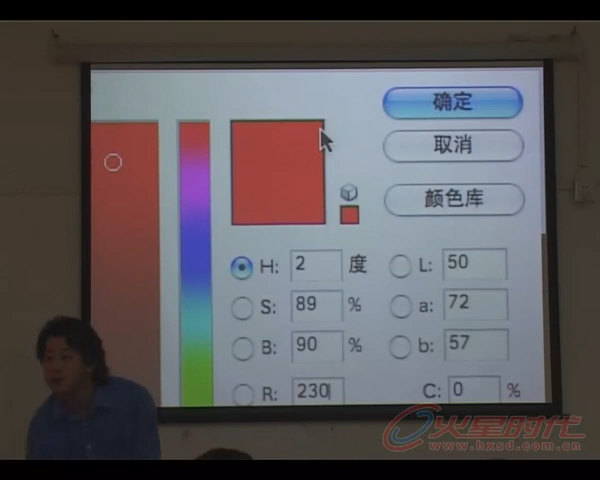 确定
取消
颜色库
H: 2 度 L: 50
S: 89 % a: 72
B: 90 % b: 57
R: 230 C: 0 %
火星时代
www.hxsd.com.cn